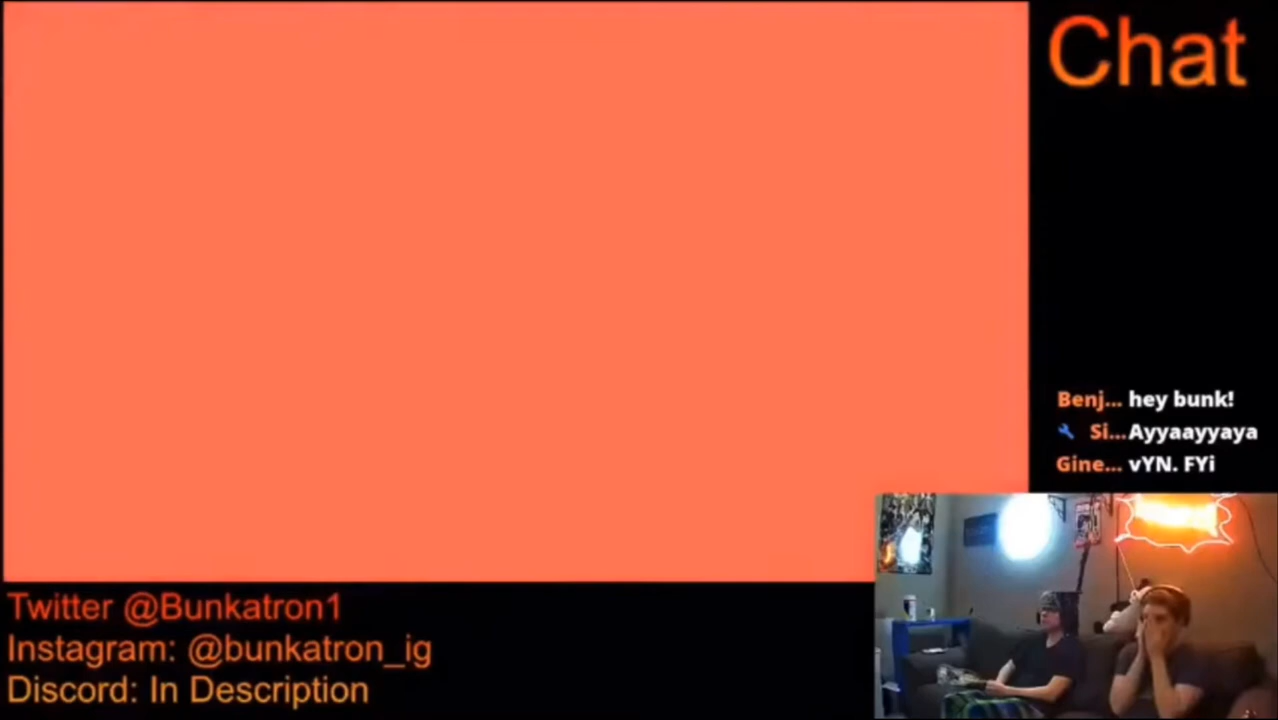 Chat
Benj... hey bunk!
Si...Ayyaayyaya
Gine... vYN. FYi
Twitter @Bunkatron1
Instagram: @bunkatron_ig
Discord: In Description